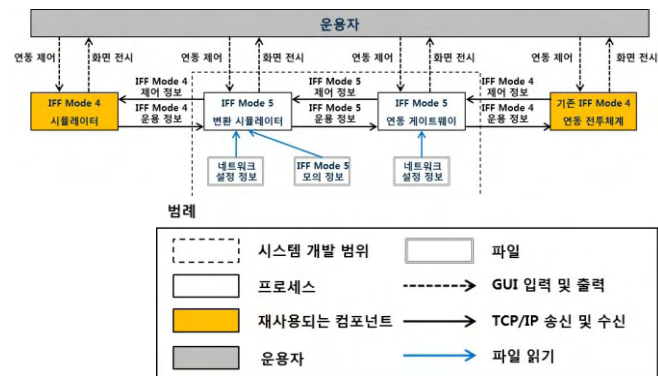 운용자
연동 제어
화면 전시
연동 제어
화면 전시
연동 제어
화면 전시
연동 제어
화면 전시
IFF Mode 4
시뮬레이터
IFF Mode 4
제어 정보
IFF Mode 4
운용 정보
IFF Mode 5
변환 시뮬레이터
IFF Mode 5
제어 정보
IFF Mode 5
운용 정보
IFF Mode 5
연동 게이트웨이
IFF Mode 4
제어 정보
IFF Mode 4
운용 정보
기존 IFF Mode 4
연동 전투체계
네트워크
설정 정보
IFF Mode 5
모의 정보
네트워크
설정 정보
범례
시스템 개발 범위
파일
프로세스
GUI 입력 및 출력
재사용되는 컴포넌트
TCP/IP 송신 및 수신
운용자
파일 읽기